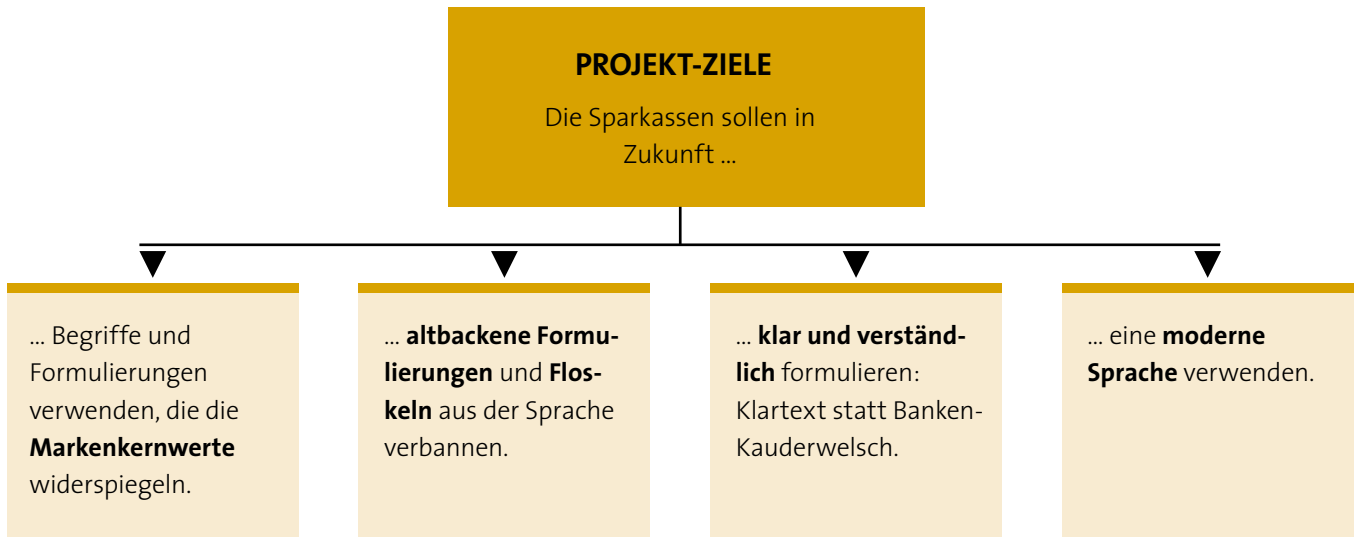 PROJEKT-ZIELE
Die Sparkassen sollen in
Zukunft ...
... Begriffe und
Formulierungen
verwenden, die die
Markenkernwerte
widerspiegeln.
... altbackene Formu-
lierungen und Flos-
keln aus der Sprache
verbannen.
... klar und verständ-
lich formulieren:
Klartext statt Banken-
Kauderwelsch.
... eine moderne
Sprache verwenden.